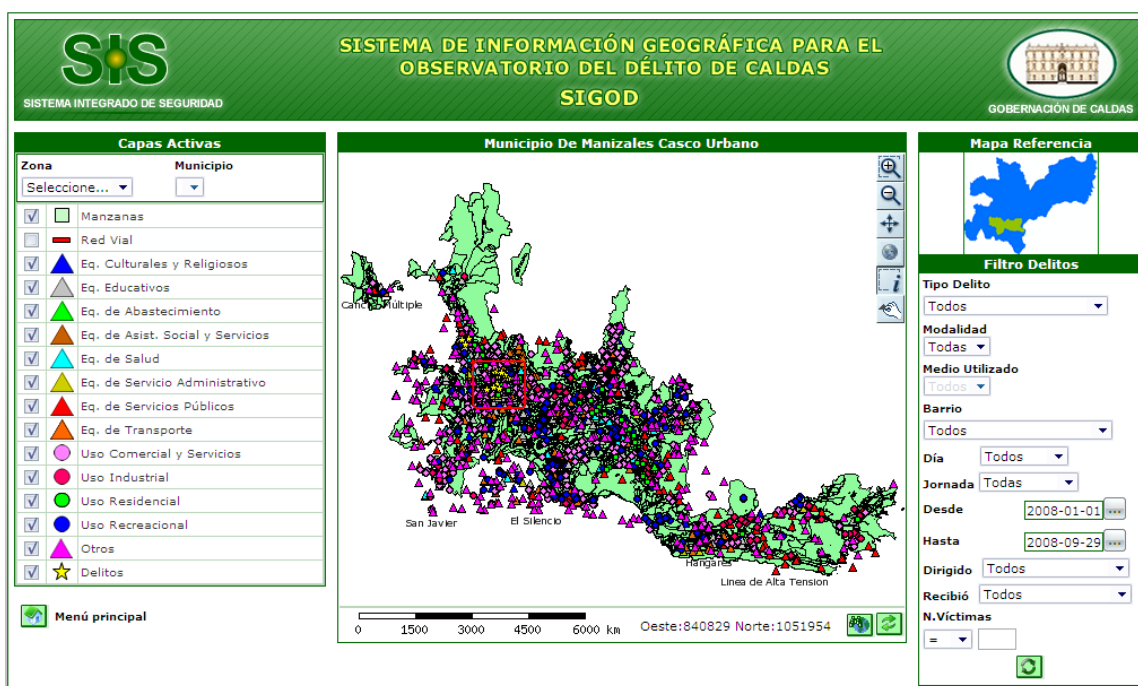 SIS
SISTEMA INTEGRADO DE SEGURIDAD
SISTEMA DE INFORMACIÓN GEOGRÁFICA PARA EL
OBSERVATORIO DEL DÉLITO DE CALDAS
SIGOD
GOBERNACIÓN DE CALDAS
Capas Activas
Zona Municipio
Seleccione...
Manzanas
Red Vial
Eq. Culturales y Religiosos
Eq. Educativos
Eq. de Abastecimiento
Eq. de Asist. Social y Servicios
Eq. de Salud
Eq. de Servicio Administrativo
Eq. de Servicios Públicos
Eq. de Transporte
Uso Comercial y Servicios
Uso Industrial
Uso Residencial
Uso Recreacional
Otros
Delitos
Menú principal
Municipio De Manizales Casco Urbano
i
Múltiple
San Javier
El Silencio
Hangares
Linea de Alta Tension
0 1500 3000 4500 6000 km
Oeste:840829 Norte:1051954
Mapa Referencia
Filtro Delitos
Tipo Delito
Todos
Modalidad
Todas
Medio Utilizado
Todos
Barrio
Todos
Día Todos
Jornada Todas
Desde 2008-01-01 ...
Hasta 2008-09-29 ...
Dirigido Todos
Recibió Todos
N.Víctimas
=